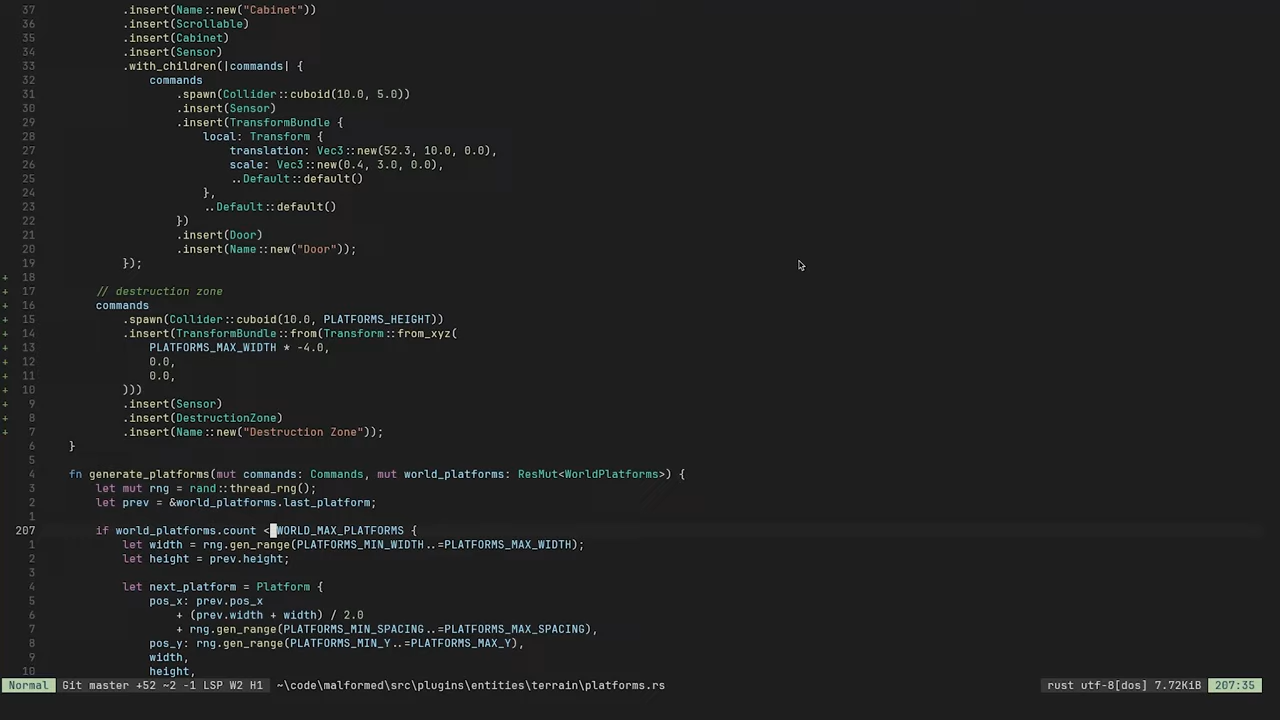 37 .insert(Name::new("Cabinet"))
36 .insert(Scrollable)
35 .insert(Cabinet)
34 .insert(Sensor)
33 .with_children(|commands| {
32 commands
31 .spawn(Collider::cuboid(10.0, 5.0))
30 .insert(Sensor)
29 .insert(TransformBundle {
28 local: Transform {
27 translation: Vec3::new(52.3, 10.0, 0.0),
26 scale: Vec3::new(0.4, 3.0, 0.0),
25 ..Default::default()
24 },
23 ..Default::default()
22 })
21 .insert(Door)
20 .insert(Name::new("Door"));
19 });
+ 18
+ 17 // destruction zone
+ 16 commands
+ 15 .spawn(Collider::cuboid(10.0, PLATFORMS_HEIGHT))
+ 14 .insert(TransformBundle::from(Transform::from_xyz(
+ 13 PLATFORMS_MAX_WIDTH * -4.0,
+ 12 0.0,
+ 11 0.0,
+ 10 )))
+ 9 .insert(Sensor)
+ 8 .insert(DestructionZone)
+ 7 .insert(Name::new("Destruction Zone"));
6 }
5
4 fn generate_platforms(mut commands: Commands, mut world_platforms: ResMut<WorldPlatforms>) {
3 let mut rng = rand::thread_rng();
2 let prev = &world_platforms.last_platform;
1
207 if world_platforms.count < WORLD_MAX_PLATFORMS {
1 let width = rng.gen_range(PLATFORMS_MIN_WIDTH..=PLATFORMS_MAX_WIDTH);
2 let height = prev.height;
3
4 let next_platform = Platform {
5 pos_x: prev.pos_x
6 + (prev.width + width) / 2.0
7 + rng.gen_range(PLATFORMS_MIN_SPACING..=PLATFORMS_MAX_SPACING),
8 pos_y: rng.gen_range(PLATFORMS_MIN_Y..=PLATFORMS_MAX_Y),
9 width,
10 height,
Normal Git master +52 ~2 -1 LSP W2 H1 ~\code\malformed\src\plugins\entities\terrain\platforms.rs rust utf-8[dos] 7.72KiB 207:35